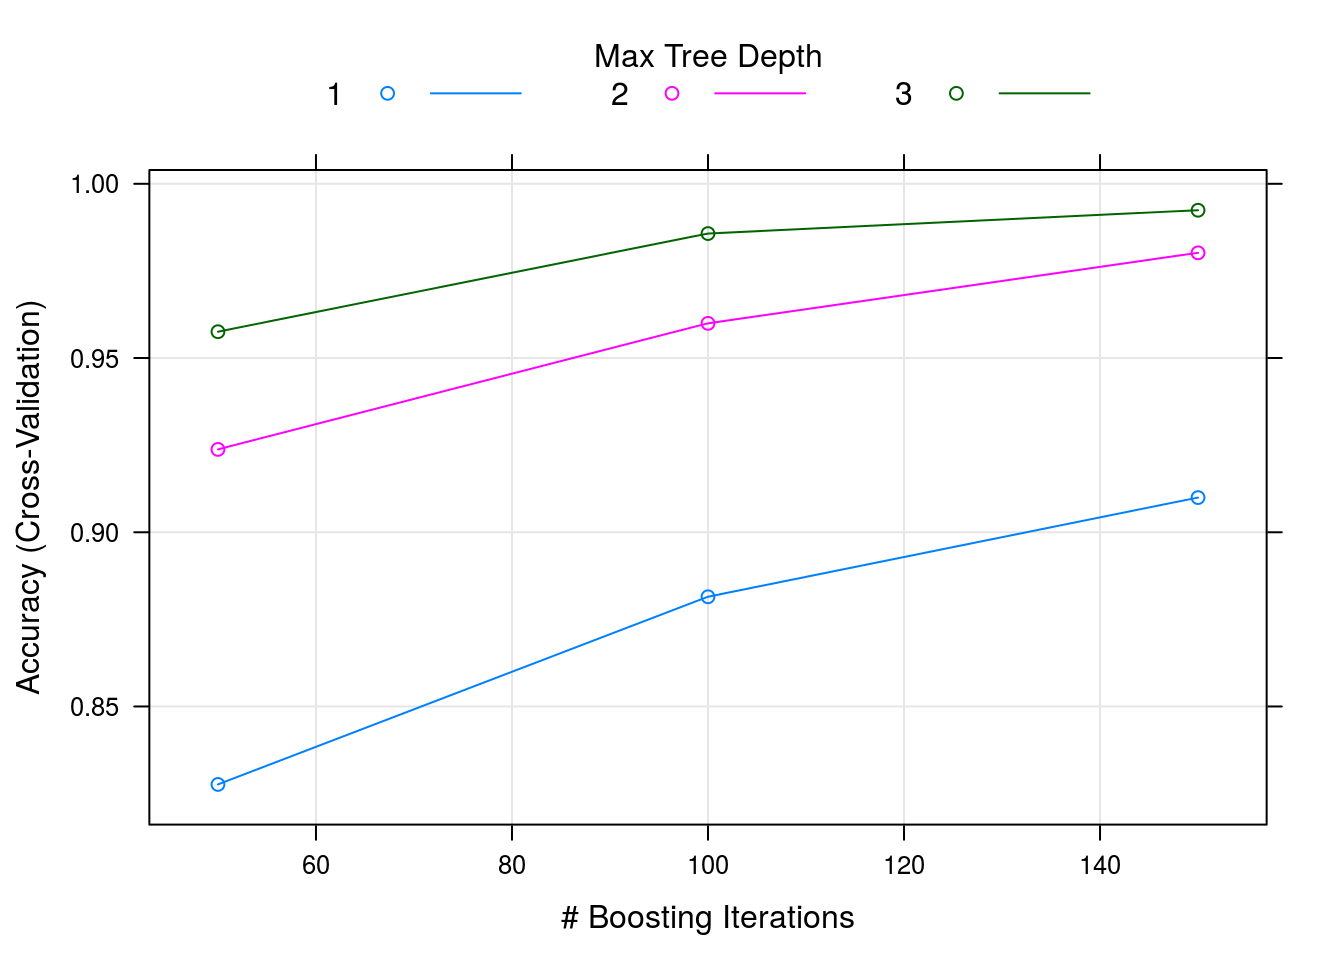 Max Tree Depth
1 2 3
1.00
0.95
0.90
0.85
Accuracy (Cross-Validation)
60 80 100 120 140
# Boosting Iterations